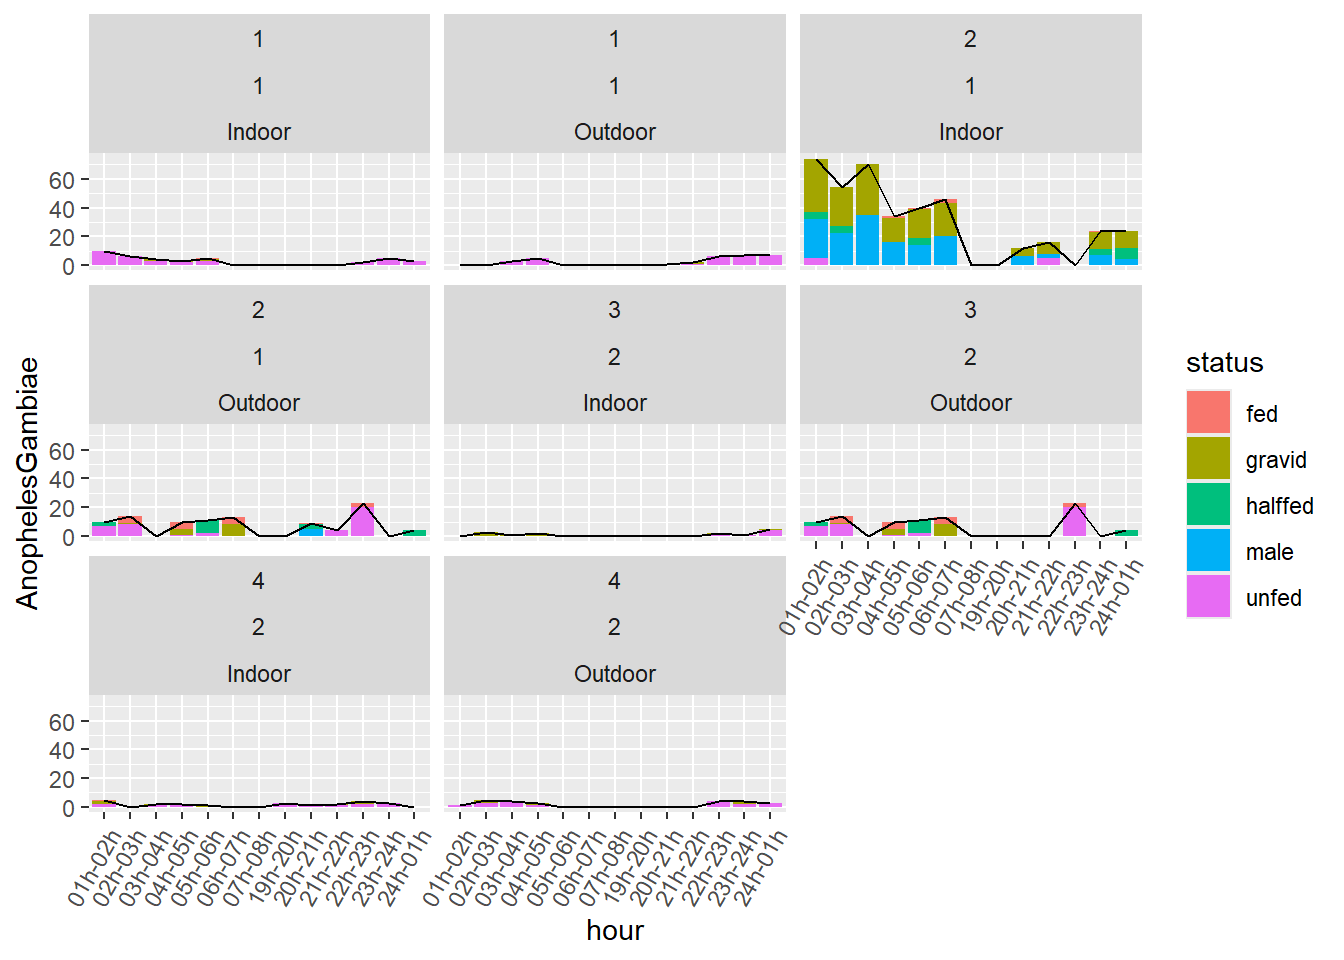 1
1
Indoor
1
1
Outdoor
2
1
Indoor
60
40
20
0
2
1
Outdoor
3
2
Indoor
3
2
Outdoor
60
40
20
0
01h-02h
02h-03h
03h-04h
04h-05h
05h-06h
06h-07h
07h-08h
19h-20h
20h-21h
21h-22h
22h-23h
23h-24h
24h-01h
4
2
Indoor
4
2
Outdoor
60
40
20
0
01h-02h
02h-03h
03h-04h
04h-05h
05h-06h
06h-07h
07h-08h
19h-20h
20h-21h
21h-22h
22h-23h
23h-24h
24h-01h
01h-02h
02h-03h
03h-04h
04h-05h
05h-06h
06h-07h
07h-08h
19h-20h
20h-21h
21h-22h
22h-23h
23h-24h
24h-01h
hour
AnophelesGambiae
status
fed
gravid
halffed
male
unfed